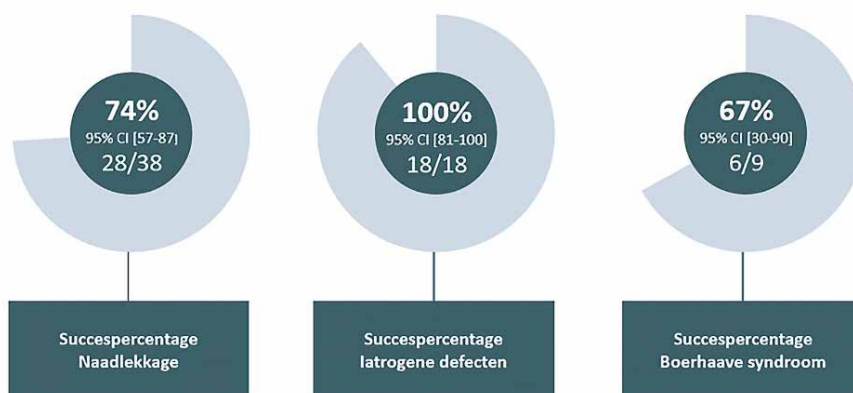 74%
95% CI [57-87)
28/38
100%
95% CI [81-100]
18/18
67%
95% CI [30-90]
6/9
Succespercentage
Naadlekkage
Succespercentage
Iatrogene defecten
Succespercentage
Boerhaave syndroom